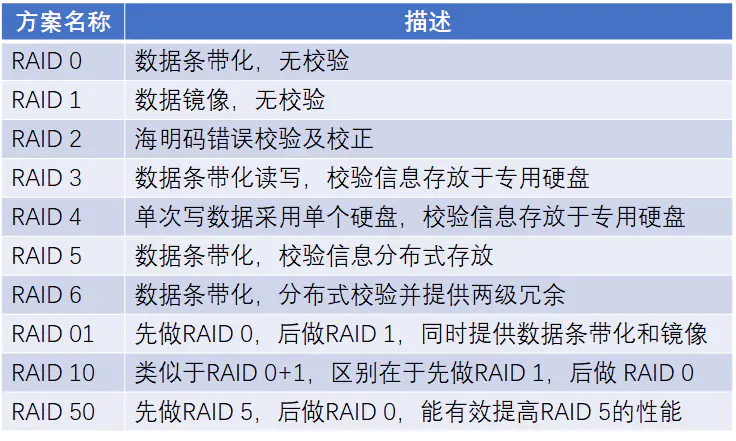 方案名称 描述
RAID 0 数据条带化，无校验
RAID 1 数据镜像，无校验
RAID 2 海明码错误校验及校正
RAID 3 数据条带化读写，校验信息存放于专用硬盘
RAID 4 单次写数据采用单个硬盘，校验信息存放于专用硬盘
RAID 5 数据条带化，校验信息分布式存放
RAID 6 数据条带化，分布式校验并提供两级冗余
RAID 01 先做RAID 0，后做RAID 1，同时提供数据条带化和镜像
RAID 10 类似于RAID 0+1，区别在于先做RAID 1，后做 RAID 0
RAID 50 先做RAID 5，后做RAID 0，能有效提高RAID 5的性能